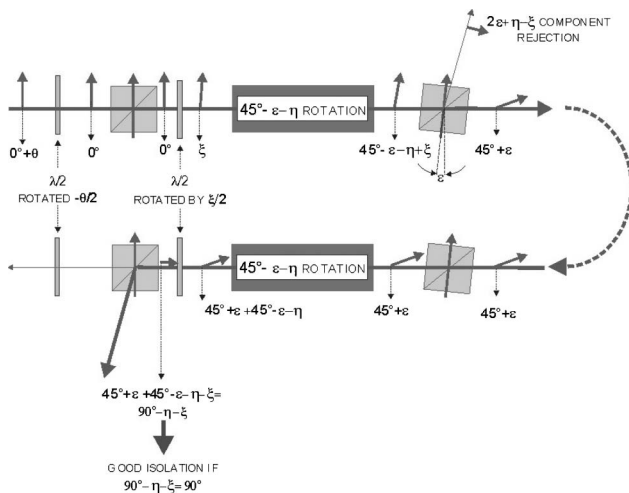 2ε+η−ξ COMPONENT
REJECTION
45°- ε−η ROTATION
0°+θ
0°
0°
ξ
45°- ε−η+ξ
45°+ε
ε
λ/2
ROTATED -θ/2
λ/2
ROTATED BY ξ/2
45°- ε−η ROTATION
45°+ε +45°-ε−η
45°+ε
45°+ε
45°+ε +45°-ε−η−ξ=
90°−η−ξ
GOOD ISOLATION IF
90°−η−ξ= 90°